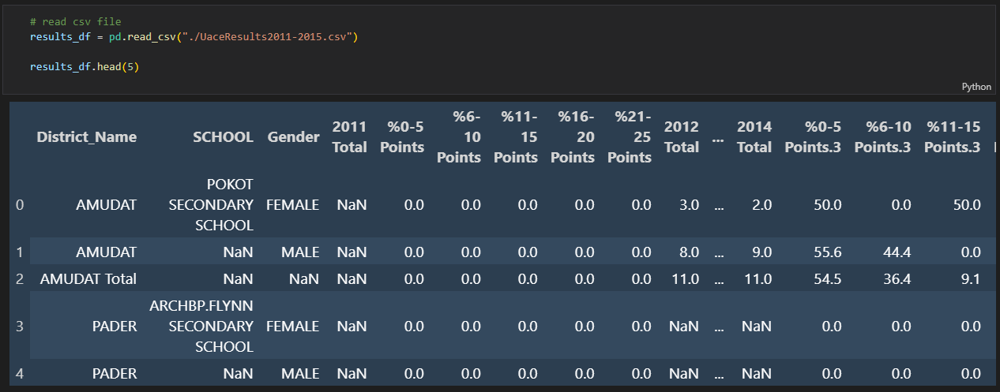 # read csv file
results_df = pd.read_csv("./UaceResults2011-2015.csv")
results_df.head(5)
Python
District_Name SCHOOL Gender 2011 Total %0-5 Points %6-10 Points %11-15 Points %16-20 Points %21-25 Points 2012 Total ... 2014 Total %0-5 Points.3 %6-10 Points.3 %11-15 Points.3
0 AMUDAT POKOT SECONDARY SCHOOL FEMALE NaN 0.0 0.0 0.0 0.0 0.0 3.0 ... 2.0 50.0 0.0 50.0
1 AMUDAT NaN MALE NaN 0.0 0.0 0.0 0.0 0.0 8.0 ... 9.0 55.6 44.4 0.0
2 AMUDAT Total NaN NaN NaN 0.0 0.0 0.0 0.0 0.0 11.0 ... 11.0 54.5 36.4 9.1
3 PADER ARCHBP.FLYNN SECONDARY SCHOOL FEMALE NaN 0.0 0.0 0.0 0.0 0.0 NaN ... NaN 0.0 0.0 0.0
4 PADER NaN MALE NaN 0.0 0.0 0.0 0.0 0.0 NaN ... NaN 0.0 0.0 0.0